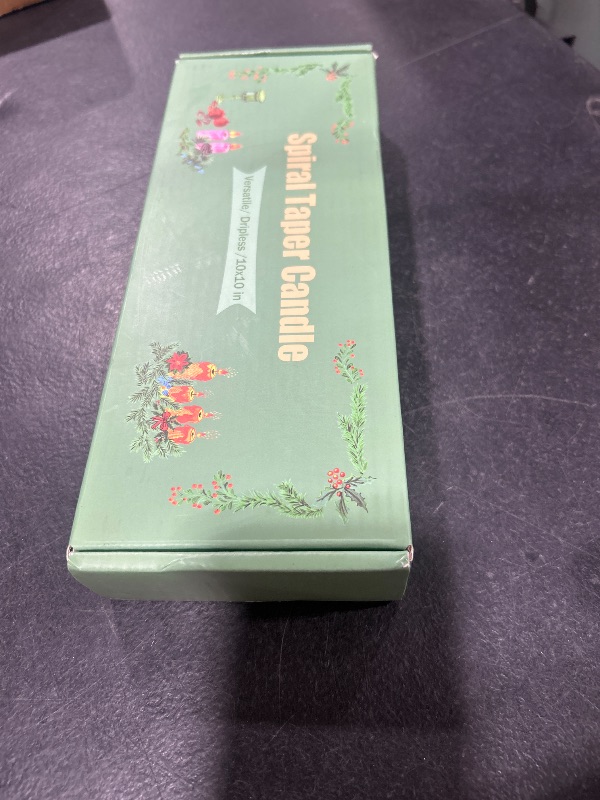 Spiral Taper Candle
Versatile/ Dripless /10x10 in